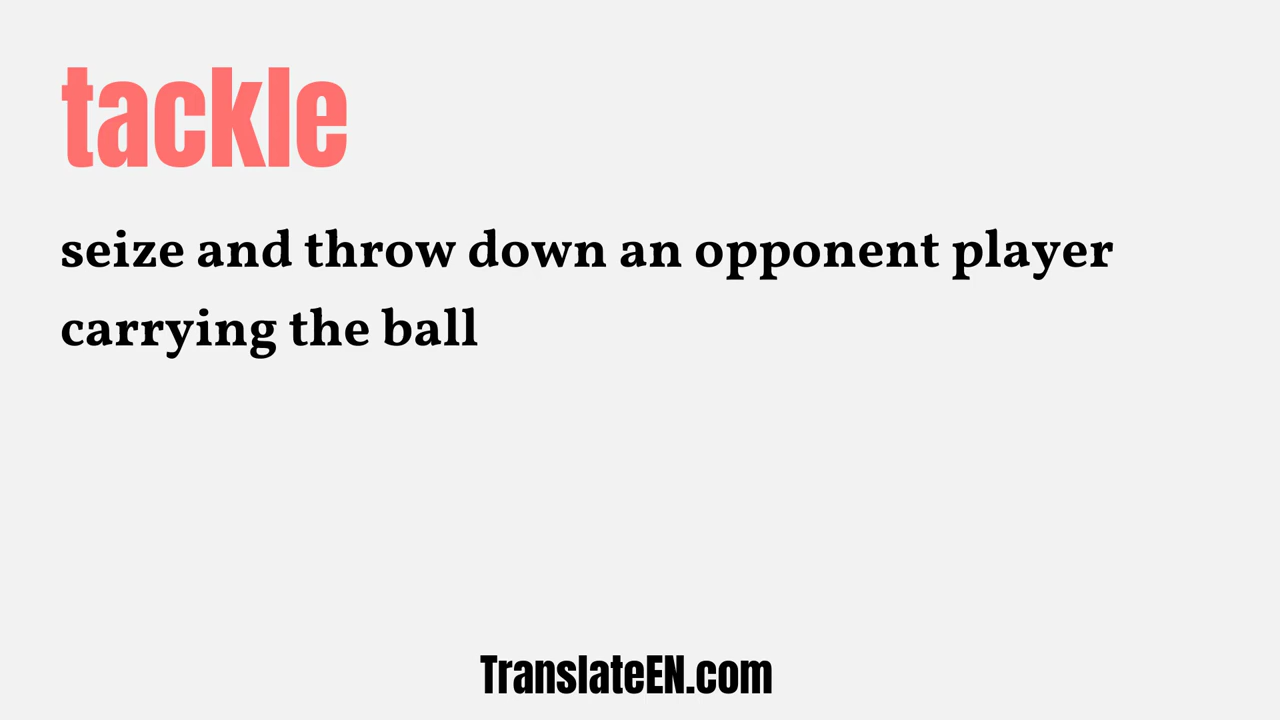 tackle
seize and throw down an opponent player
carrying the ball
TranslateEN.com